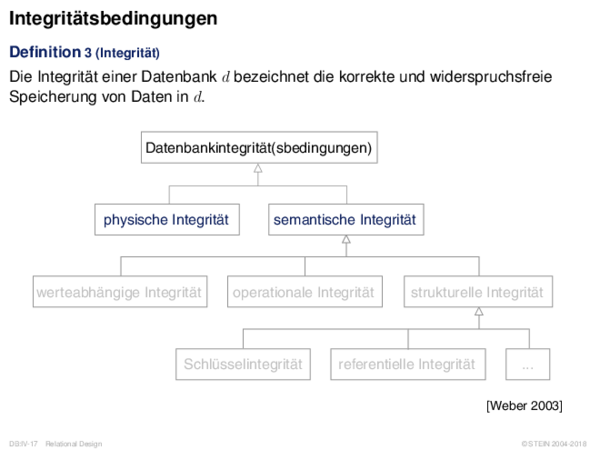 Integritätsbedingungen
Definition 3 (Integrität)
Die Integrität einer Datenbank d bezeichnet die korrekte und widerspruchsfreie
Speicherung von Daten in d.
Datenbankintegrität(sbedingungen)
physische Integrität
semantische Integrität
werteabhängige Integrität
operationale Integrität
strukturelle Integrität
Schlüsselintegrität
referentielle Integrität
...
[Weber 2003]
DB:IV-17 Relational Design
© STEIN 2004-2018